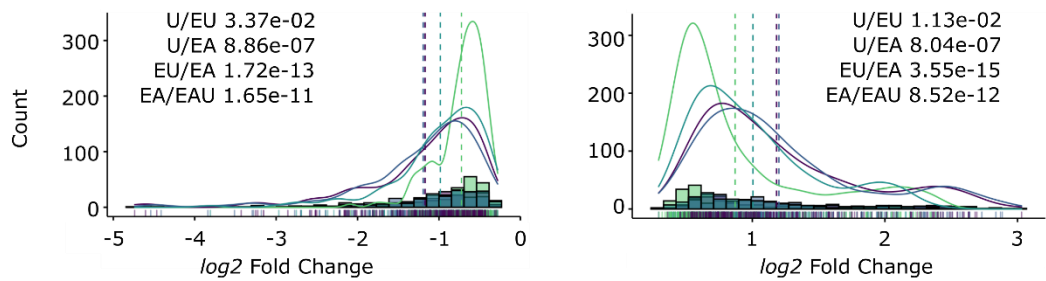 U/EU 3.37e-02
U/EA 8.86e-07
EU/EA 1.72e-13
EA/EAU 1.65e-11
300
200
100
0
Count
-5 -4 -3 -2 -1 0
log2 Fold Change
U/EU 1.13e-02
U/EA 8.04e-07
EU/EA 3.55e-15
EA/EAU 8.52e-12
300
200
100
0
1 2 3
log2 Fold Change